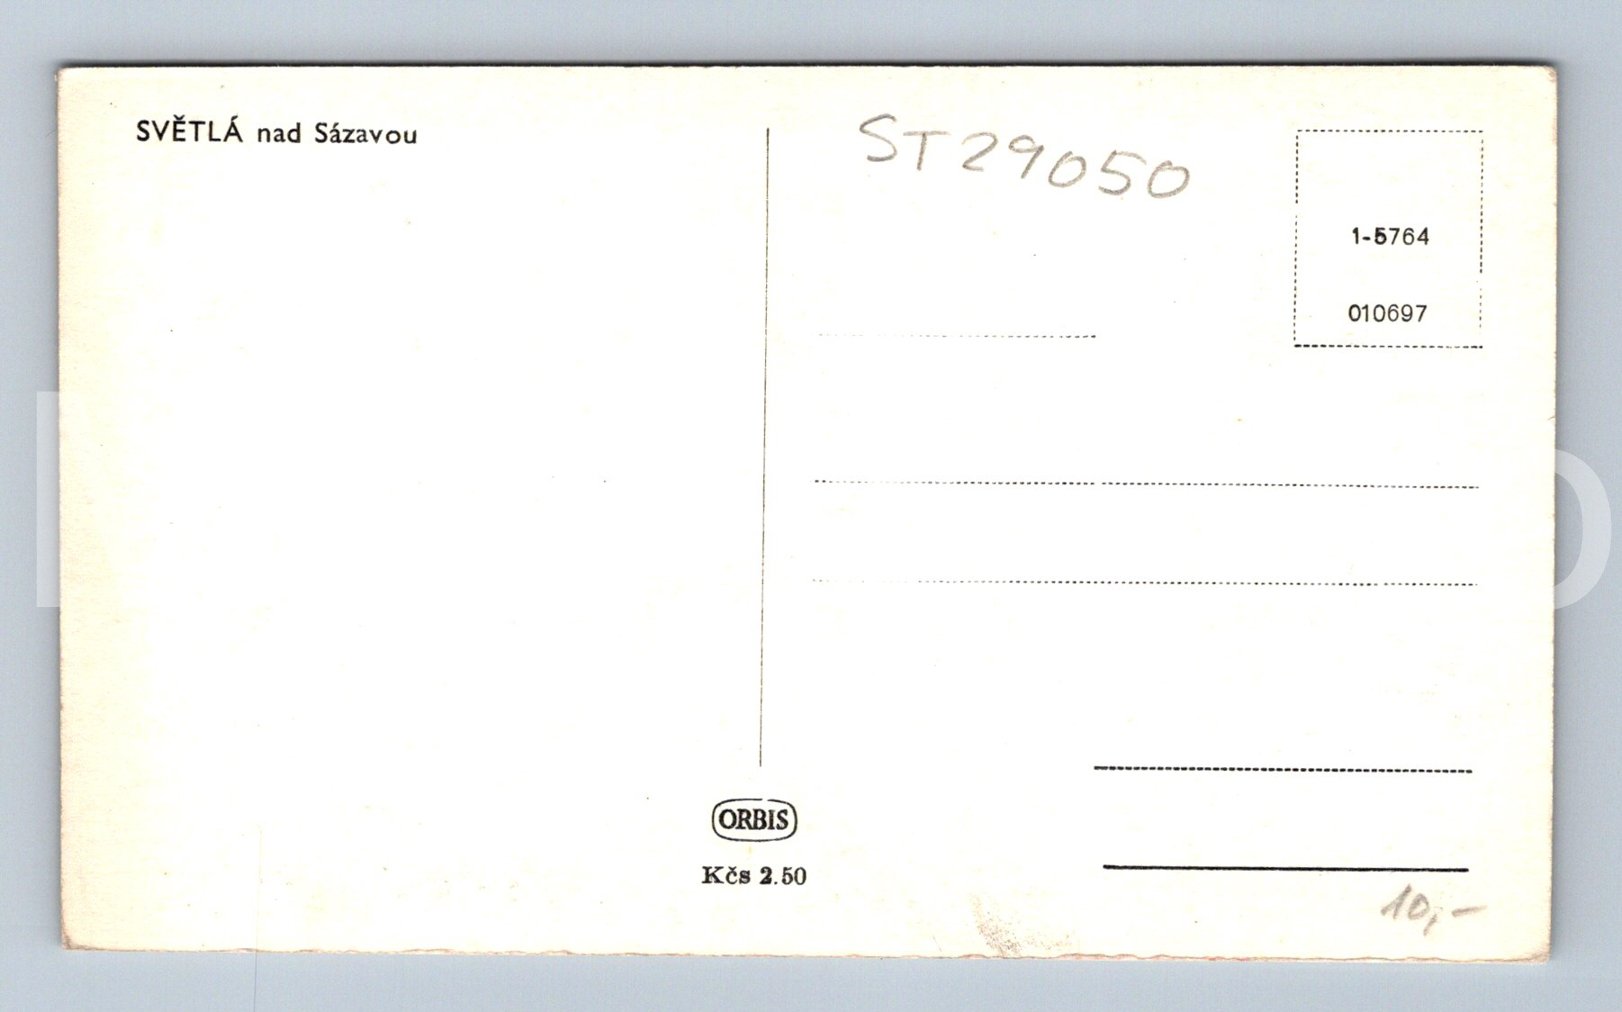 SVĚTLÁ nad Sázavou
ST29050
1-5764
010697
ORBIS
Kčs 2.50
10,-